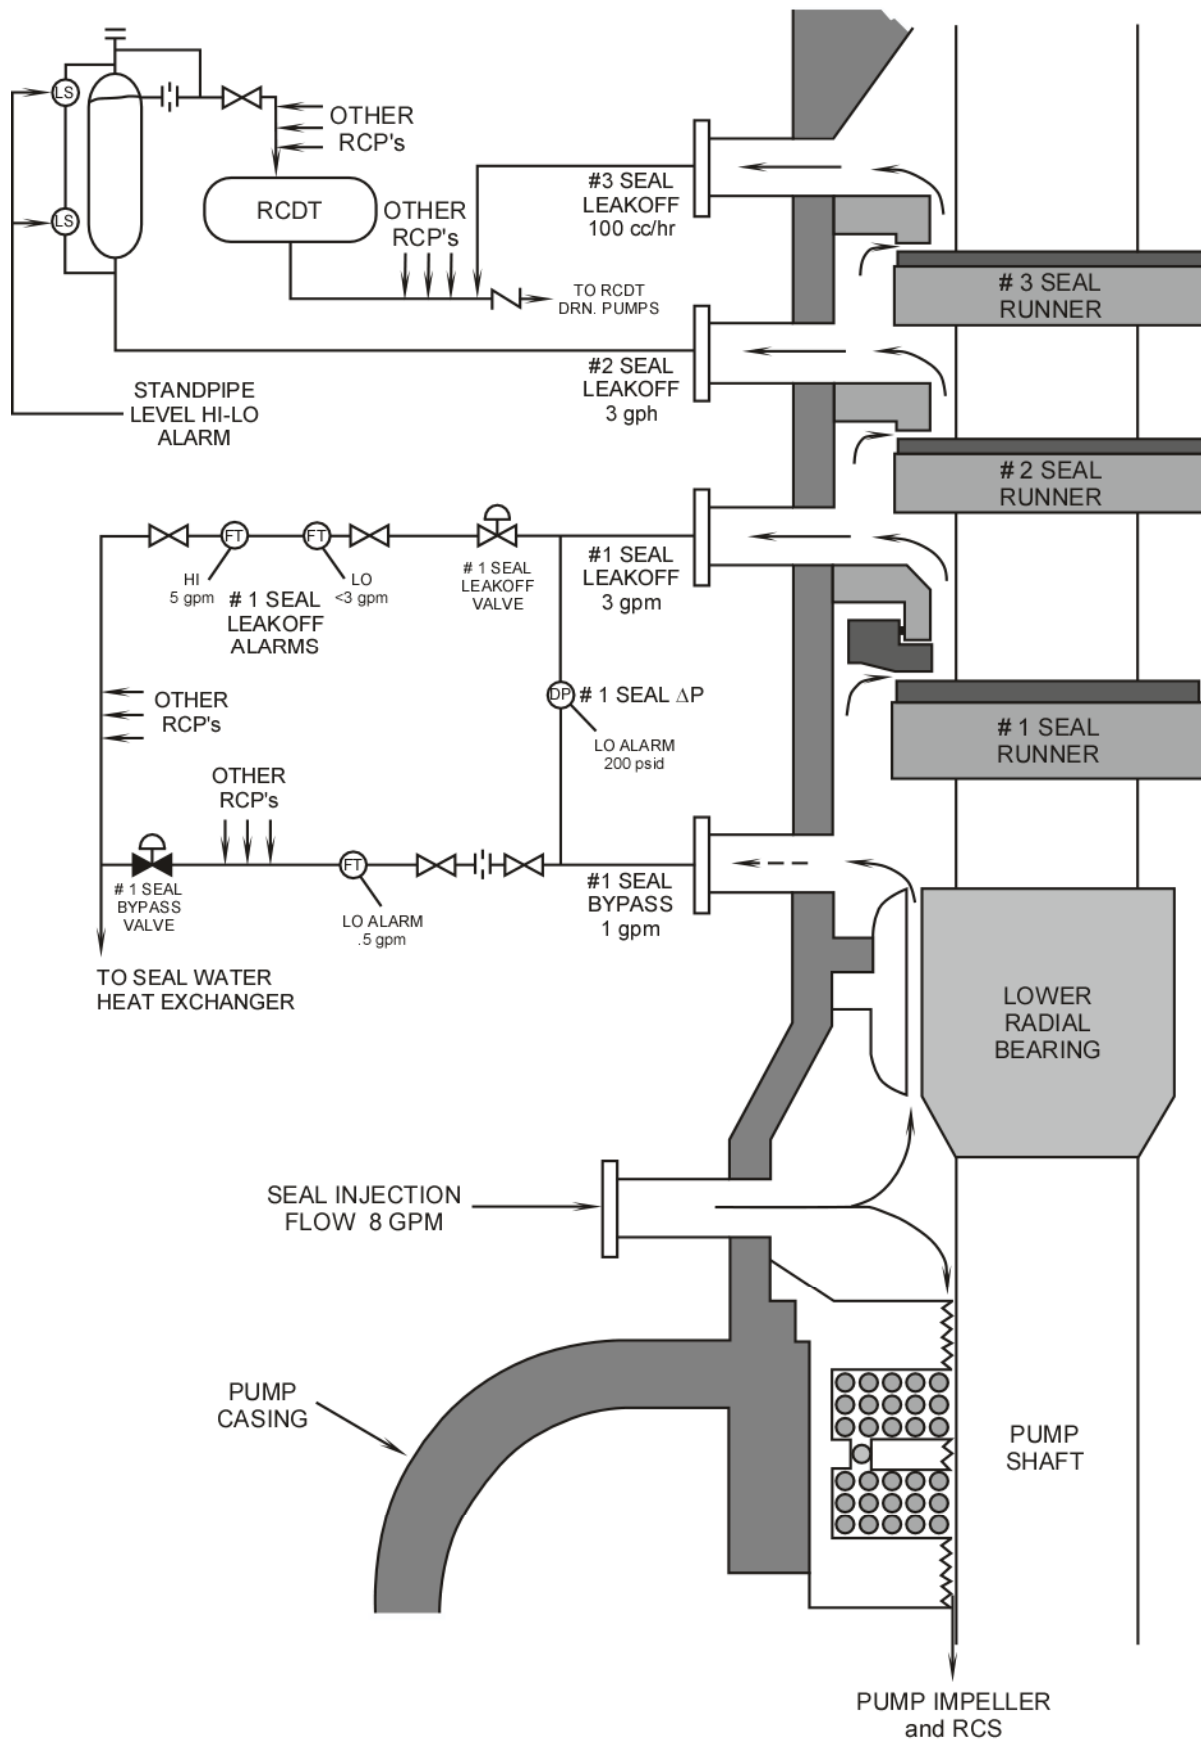 LS
LS
OTHER
RCP's
RCDT
OTHER
RCP's
#3 SEAL
LEAKOFF
100 cc/hr
TO RCDT
DRN. PUMPS
# 3 SEAL
RUNNER
STANDPIPE
LEVEL HI-LO
ALARM
#2 SEAL
LEAKOFF
3 gph
# 2 SEAL
RUNNER
FT
FT
HI
5 gpm
LO
<3 gpm
# 1 SEAL
LEAKOFF
ALARMS
# 1 SEAL
LEAKOFF
VALVE
#1 SEAL
LEAKOFF
3 gpm
OTHER
RCP's
DP
# 1 SEAL ΔP
LO ALARM
200 psid
# 1 SEAL
RUNNER
OTHER
RCP's
# 1 SEAL
BYPASS
VALVE
FT
LO ALARM
.5 gpm
#1 SEAL
BYPASS
1 gpm
TO SEAL WATER
HEAT EXCHANGER
LOWER
RADIAL
BEARING
SEAL INJECTION
FLOW 8 GPM
PUMP
CASING
PUMP
SHAFT
PUMP IMPELLER
and RCS